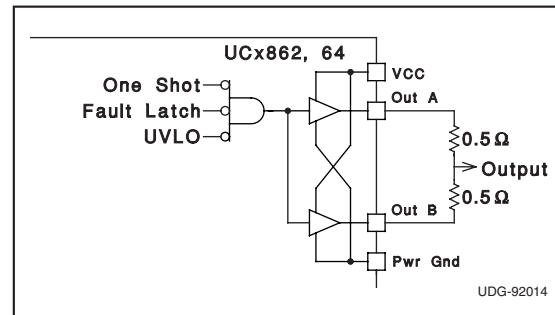 UCx862, 64
VCC
One Shot
Out A
Fault Latch
0.5Ω
UVLO
Output
0.5Ω
Out B
Pwr Gnd
UDG-92014